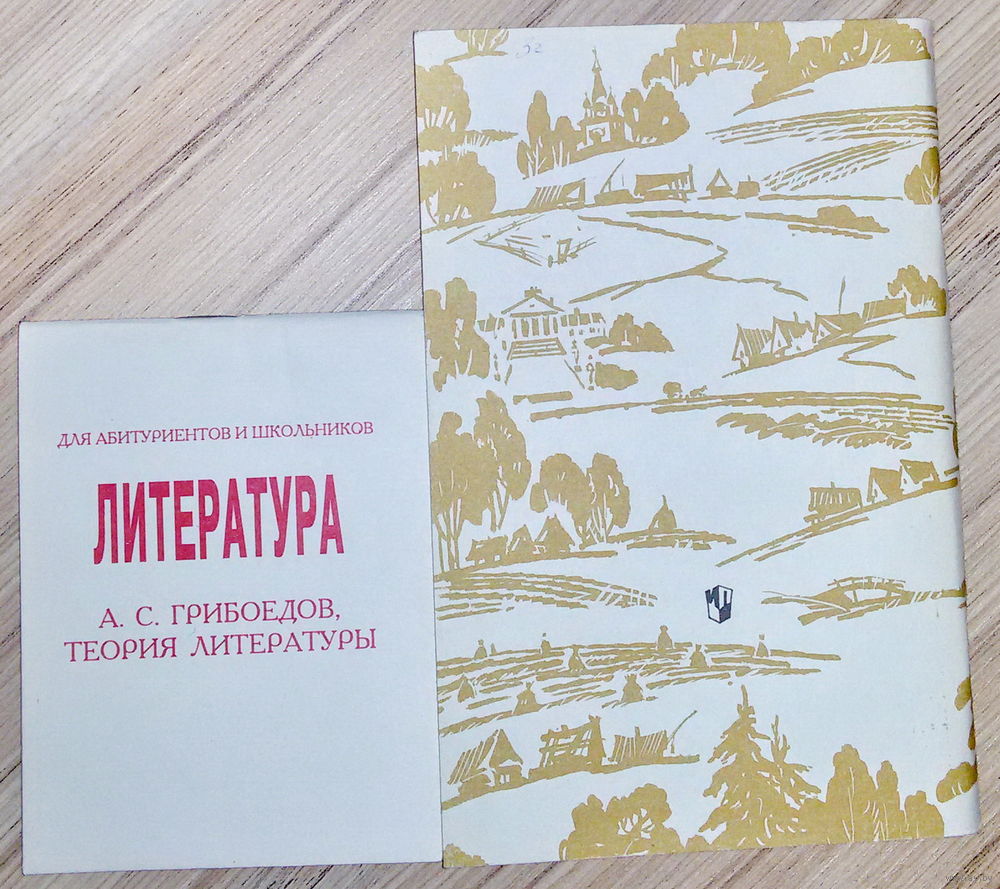 ДЛЯ АБИТУРИЕНТОВ И ШКОЛЬНИКОВ
ЛИТЕРАТУРА
А. С. ГРИБОЕДОВ,
ТЕОРИЯ ЛИТЕРАТУРЫ